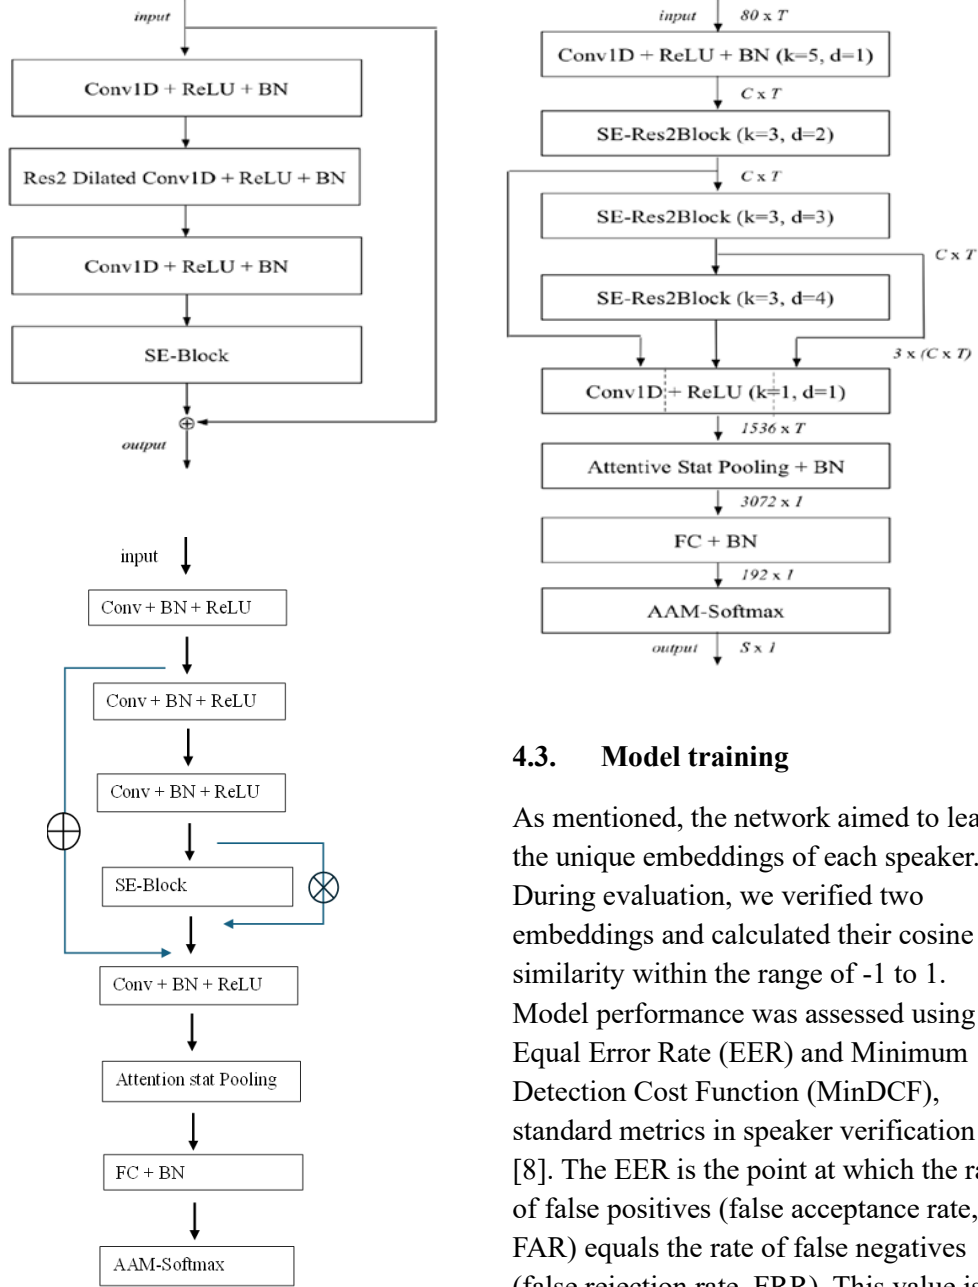 input
Conv1D + ReLU + BN
Res2 Dilated Conv1D + ReLU + BN
Conv1D + ReLU + BN
SE-Block
output
input
Conv + BN + ReLU
Conv + BN + ReLU
Conv + BN + ReLU
SE-Block
Conv + BN + ReLU
Attention stat Pooling
FC + BN
AAM-Softmax
input 80 x T
Conv1D + ReLU + BN (k=5, d=1)
C x T
SE-Res2Block (k=3, d=2)
C x T
SE-Res2Block (k=3, d=3)
C x T
SE-Res2Block (k=3, d=4)
3 x (C x T)
Conv1D + ReLU (k=1, d=1)
1536 x T
Attentive Stat Pooling + BN
3072 x 1
FC + BN
192 x 1
AAM-Softmax
output S x 1
4.3. Model training
As mentioned, the network aimed to
the unique embeddings of each speaker.
During evaluation, we verified two
embeddings and calculated their cosine
similarity within the range of -1 to 1.
Model performance was assessed using
Equal Error Rate (EER) and Minimum
Detection Cost Function (MinDCF),
standard metrics in speaker verification
[8]. The EER is the point at which the
of false positives (false acceptance rate,
FAR) equals the rate of false negatives
(false rejection rate, FRR). This value is